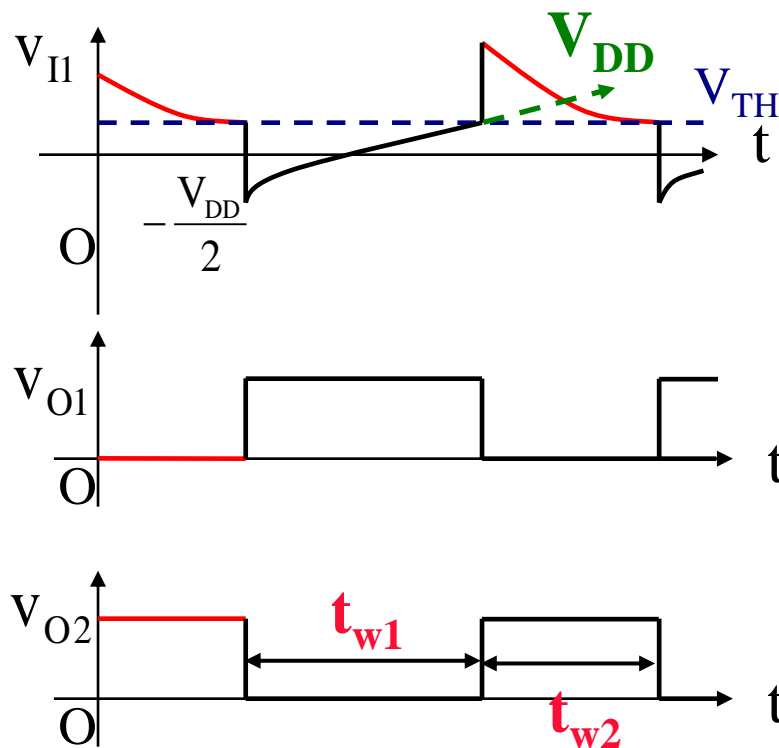 V_DD
v_I1
V_TH
t
-V_DD/2
O
v_O1
O
t
v_O2
t_w1
O
t_w2
t